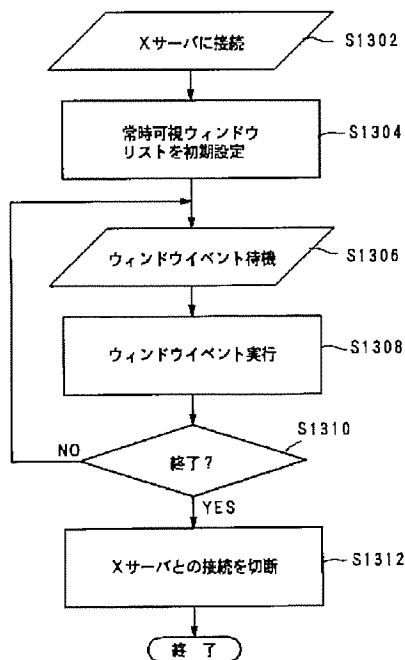 Xサーバに接続
S1302
常時可視ウィンドウ
リストを初期設定
S1304
ウィンドウイベント待機
S1306
ウィンドウイベント実行
S1308
S1310
終了?
NO
YES
Xサーバとの接続を切断
S1312
終 了